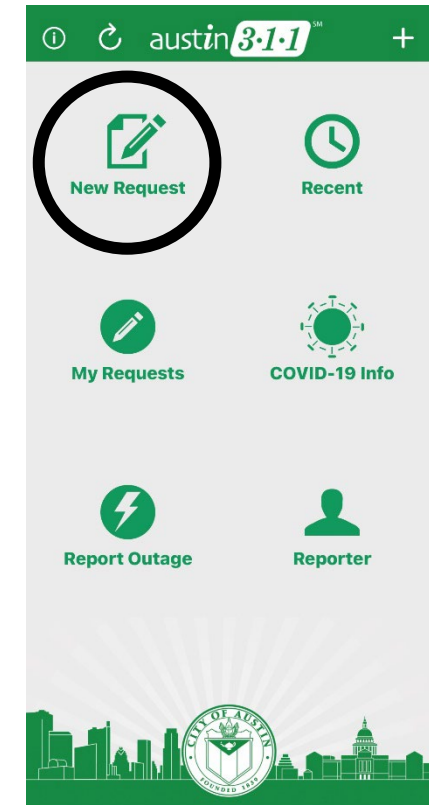 austin 3·1·1 SM
New Request
Recent
My Requests
COVID-19 Info
Report Outage
Reporter
CITY OF AUSTIN
FOUNDED 1839